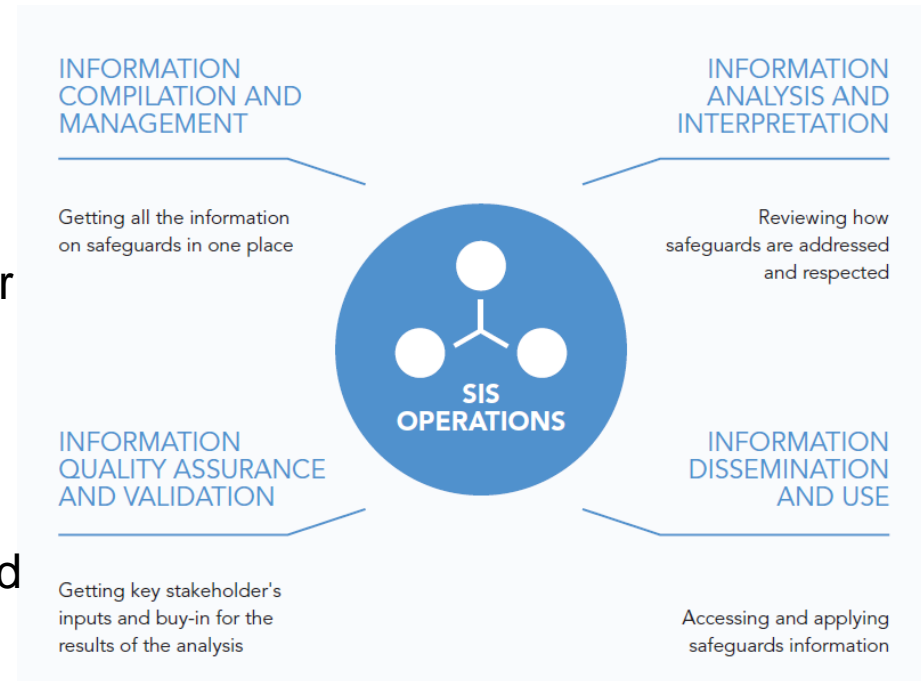 INFORMATION
COMPILATION AND
MANAGEMENT
Getting all the information
on safeguards in one place
INFORMATION
ANALYSIS AND
INTERPRETATION
Reviewing how
safeguards are addressed
and respected
r
SIS
OPERATIONS
INFORMATION
QUALITY ASSURANCE
AND VALIDATION
d
Getting key stakeholder's
inputs and buy-in for the
results of the analysis
INFORMATION
DISSEMINATION
AND USE
Accessing and applying
safeguards information